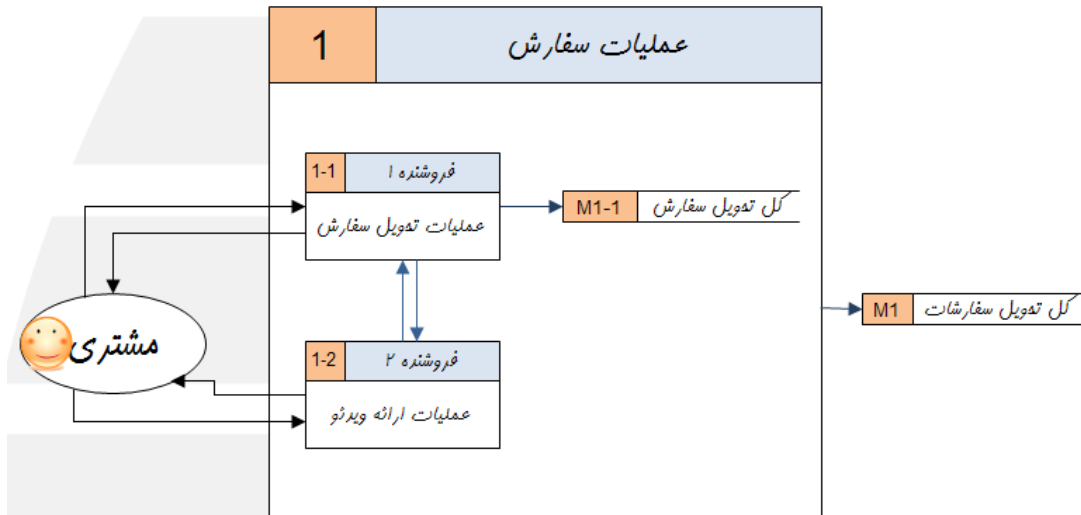 1
عملیات سفارش
1-1
فروشنده ۱
عملیات تحویل سفارش
M1-1
کل تحویل سفارش
مشتری
M1
کل تحویل سفارشات
1-2
فروشنده ۲
عملیات ارائه ویدئو